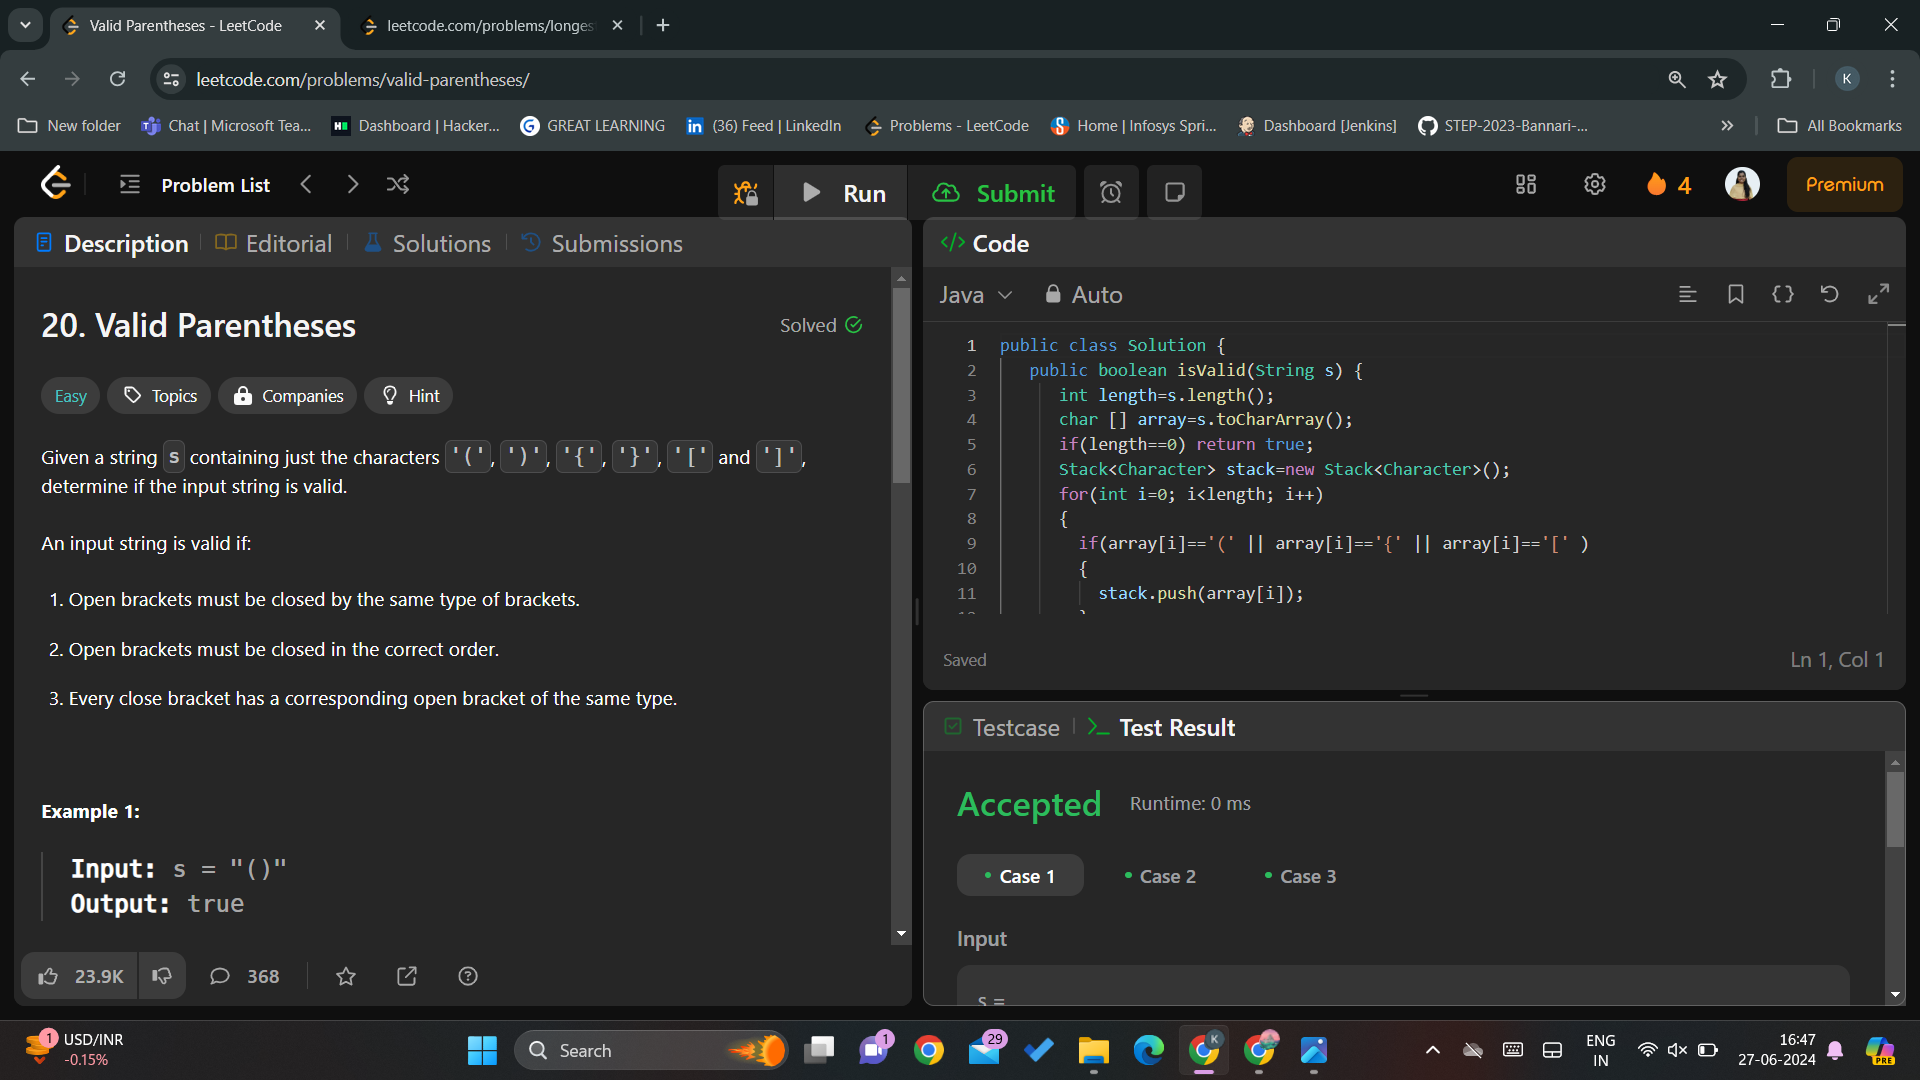 Valid Parentheses - LeetCode
leetcode.com/problems/longes
leetcode.com/problems/valid-parentheses/
K
New folder
Chat | Microsoft Tea...
Dashboard | Hacker...
GREAT LEARNING
(36) Feed | LinkedIn
Problems - LeetCode
Home | Infosys Spri...
Dashboard [Jenkins]
STEP-2023-Bannari-...
All Bookmarks
Problem List
Run
Submit
4
Premium
Description
Editorial
Solutions
Submissions
20. Valid Parentheses
Solved
Easy
Topics
Companies
Hint
Given a string s containing just the characters '(', ')', '{', '}', '[' and ']',
determine if the input string is valid.
An input string is valid if:
1. Open brackets must be closed by the same type of brackets.
2. Open brackets must be closed in the correct order.
3. Every close bracket has a corresponding open bracket of the same type.
Example 1:
Input: s = "()"
Output: true
23.9K
368
</> Code
Java
Auto
1 public class Solution {
2 public boolean isValid(String s) {
3 int length=s.length();
4 char [] array=s.toCharArray();
5 if(length==0) return true;
6 Stack<Character> stack=new Stack<Character>();
7 for(int i=0; i<length; i++)
8 {
9 if(array[i]=='(' || array[i]=='{' || array[i]=='[' )
10 {
11 stack.push(array[i]);
Saved
Ln 1, Col 1
Testcase
>_ Test Result
Accepted
Runtime: 0 ms
Case 1
Case 2
Case 3
Input
s =
1
USD/INR
-0.15%
Search
1
29
K
ENG
IN
16:47
27-06-2024
PRE